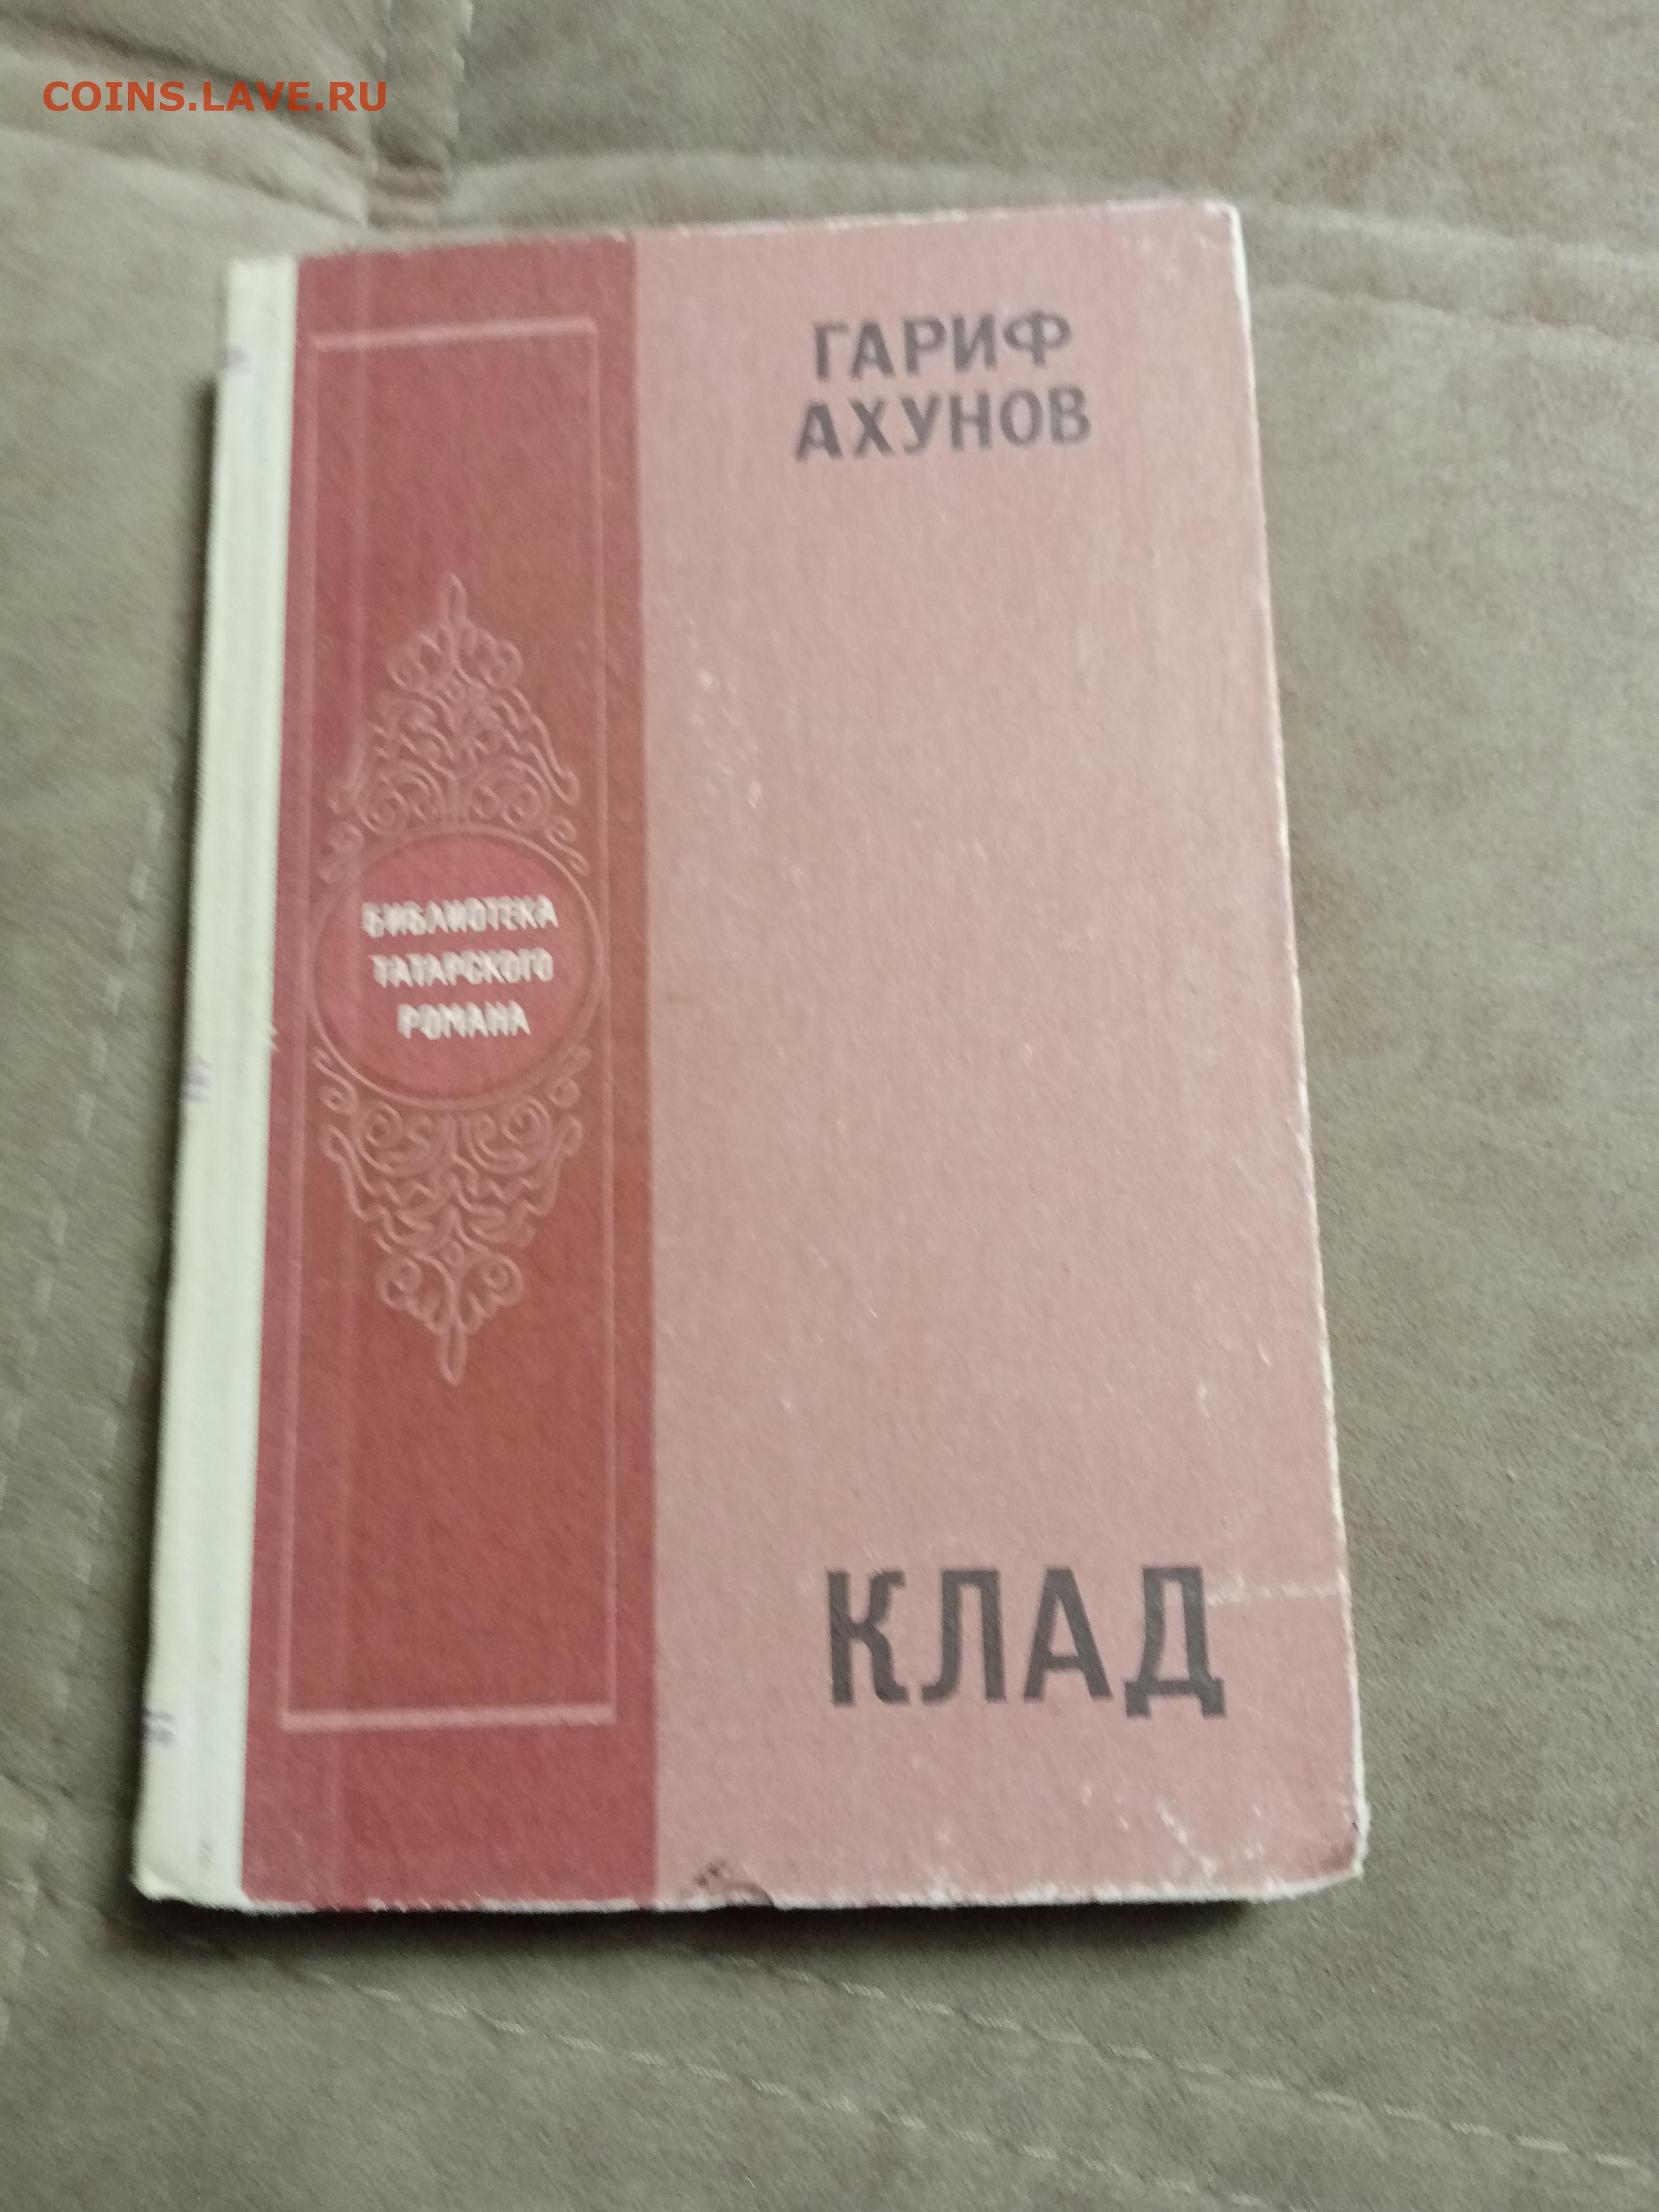 COINS.LAVE.RU
ГАРИФ
АХУНОВ
БИБЛИОТЕКА
ТАТАРСКОГО
РОМАНА
КЛАД